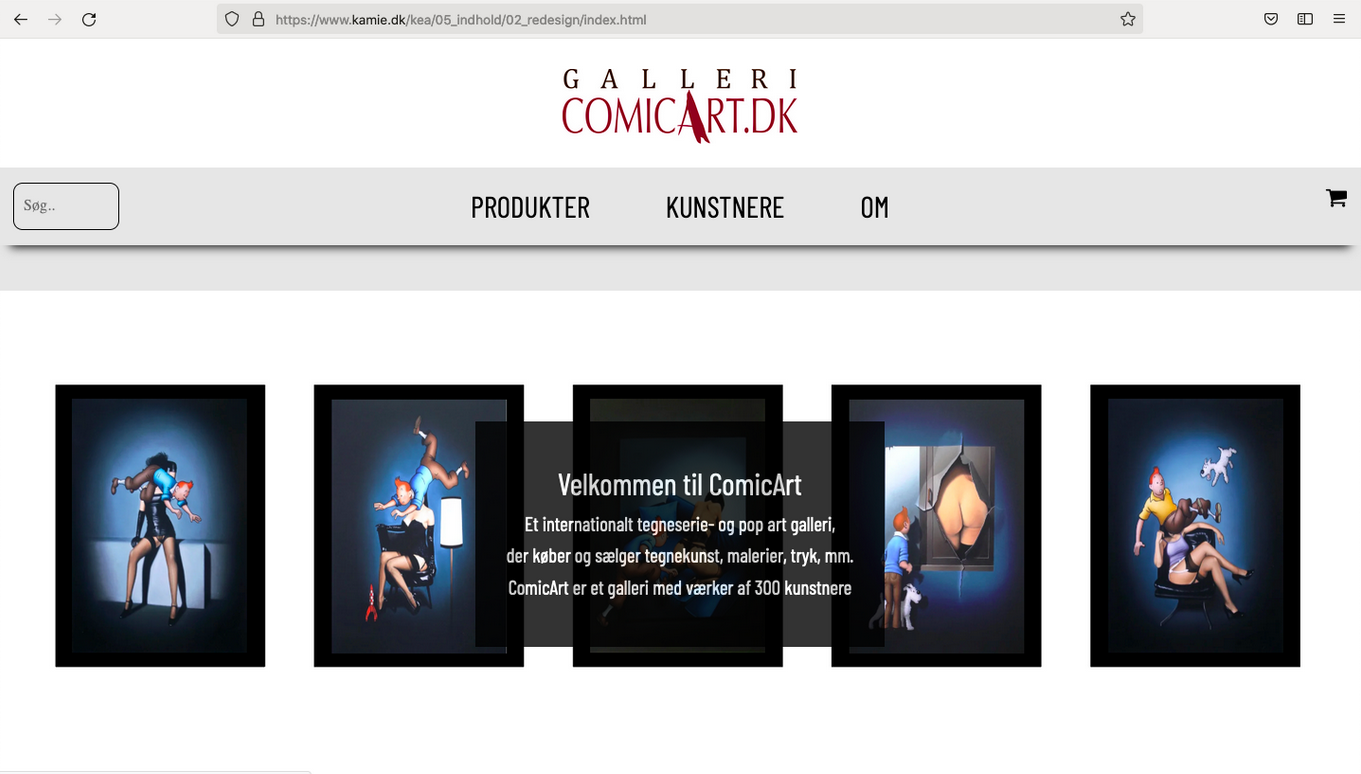 https://www.kamie.dk/kea/05_indhold/02_redesign/index.html
GALLERI
COMICART.DK
Søg..
PRODUKTER KUNSTNERE OM
Velkommen til ComicArt
Et internationalt tegneserie- og pop art galleri,
der køber og sælger tegnekunst, malerier, tryk, mm.
ComicArt er et galleri med værker af 300 kunstnere